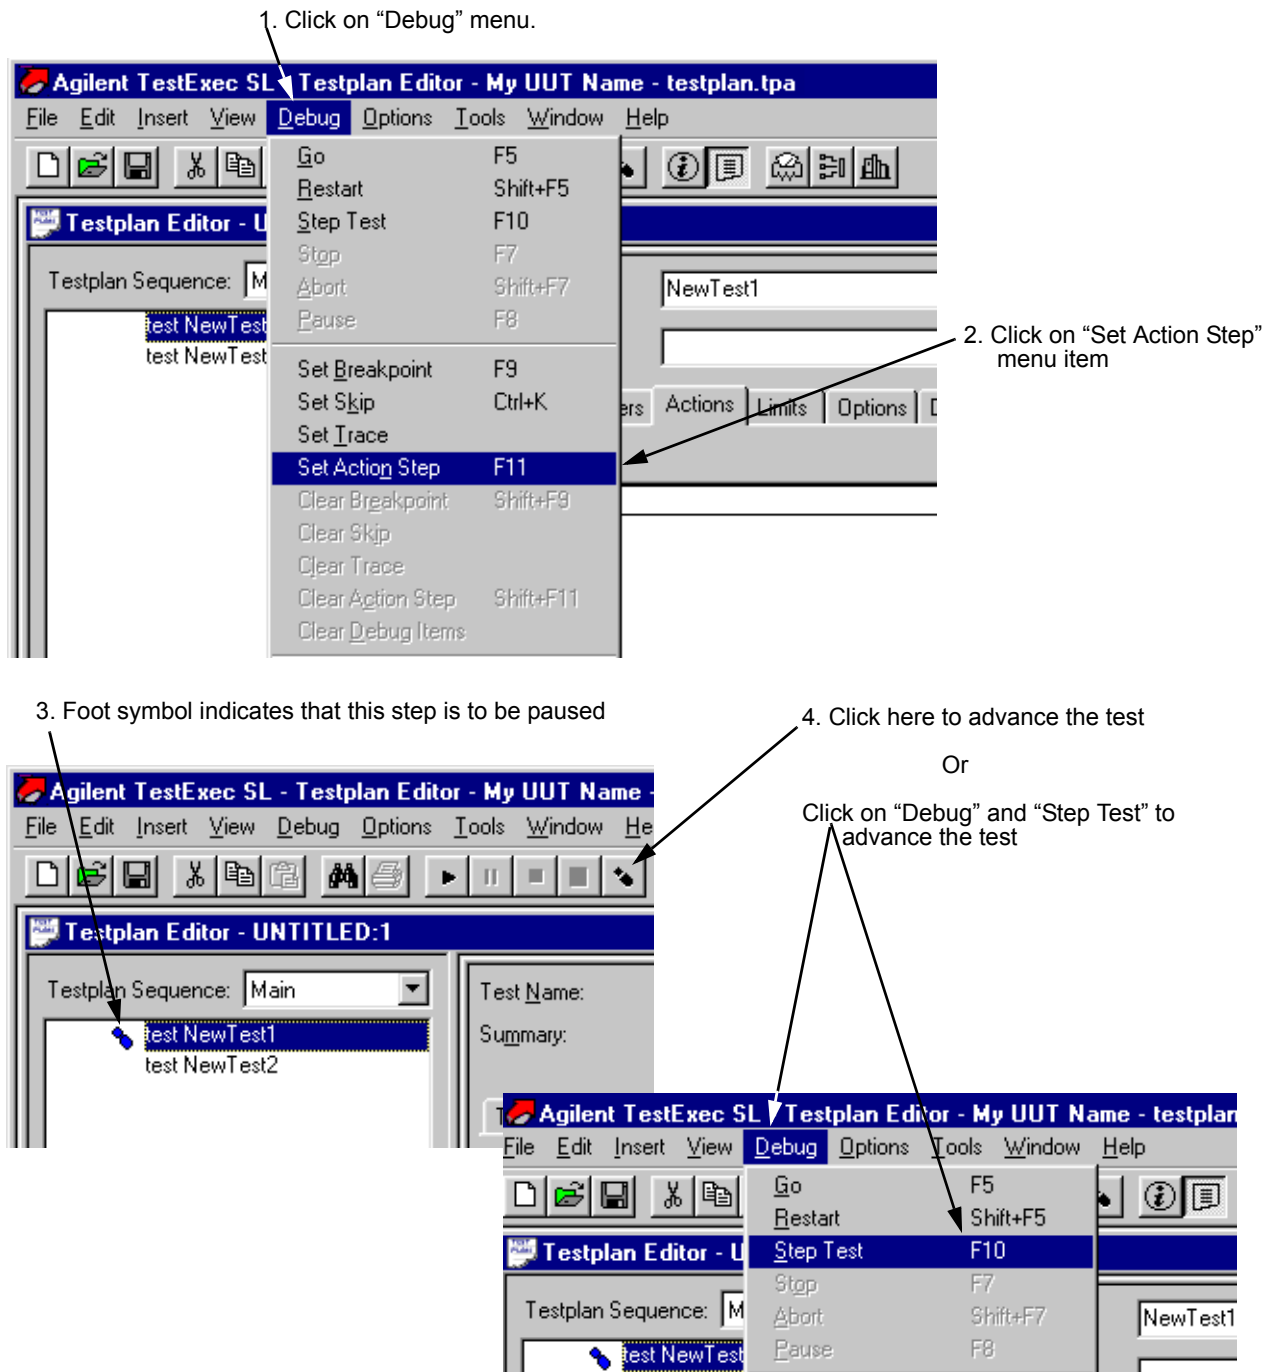 1. Click on “Debug” menu.
Agilent TestExec SL - Testplan Editor - My UUT Name - testplan.tpa
File Edit Insert View Debug Options Tools Window Help
Go F5
Restart Shift+F5
Step Test F10
Stop F7
Abort Shift+F7
Pause F8
Set Breakpoint F9
Set Skip Ctrl+K
Set Trace
Set Action Step F11
Clear Breakpoint Shift+F9
Clear Skip
Clear Trace
Clear Action Step Shift+F11
Clear Debug Items
Testplan Editor - U
Testplan Sequence: M
test NewTest
test NewTest
NewTest1
ers Actions Limits Options D
2. Click on “Set Action Step”
menu item
3. Foot symbol indicates that this step is to be paused
4. Click here to advance the test
Or
Click on “Debug” and “Step Test” to
advance the test
Agilent TestExec SL - Testplan Editor - My UUT Name -
File Edit Insert View Debug Options Tools Window He
Testplan Editor - UNTITLED:1
Testplan Sequence: Main
test NewTest1
test NewTest2
Test Name:
Summary:
T
Agilent TestExec SL - Testplan Editor - My UUT Name - testplan
File Edit Insert View Debug Options Tools Window Help
Go F5
Restart Shift+F5
Step Test F10
Stop F7
Abort Shift+F7
Pause F8
Testplan Editor - U
Testplan Sequence: M
test NewTest
NewTest1